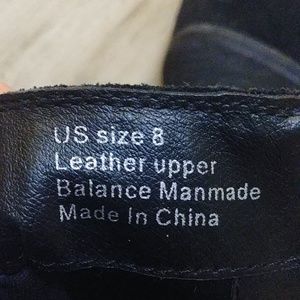 US size 8
Leather upper
Balance Manmade
Made In China